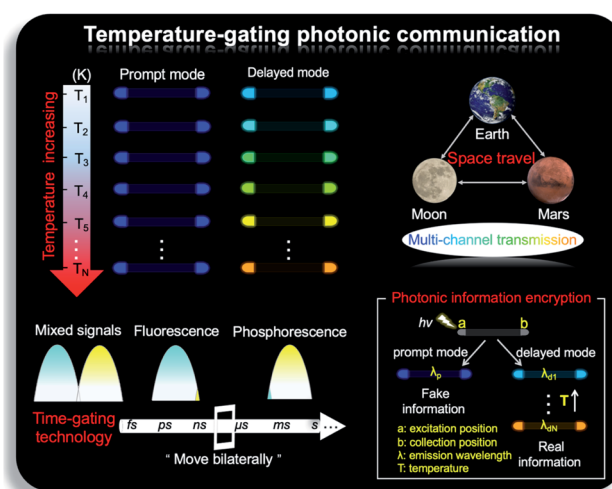 Temperature-gating photonic communication
(K)
Prompt mode
Delayed mode
Temperature increasing
T1
T2
T3
T4
T5
TN
Earth
Space travel
Moon
Mars
Multi-channel transmission
Mixed signals
Fluorescence
Phosphorescence
Time-gating
technology
fs ps ns μs ms s ...
“ Move bilaterally ”
Photonic information encryption
hv
a
b
prompt mode
delayed mode
λp
λd1
Fake
information
T
λdN
Real
information
a: excitation position
b: collection position
λ: emission wavelength
T: temperature